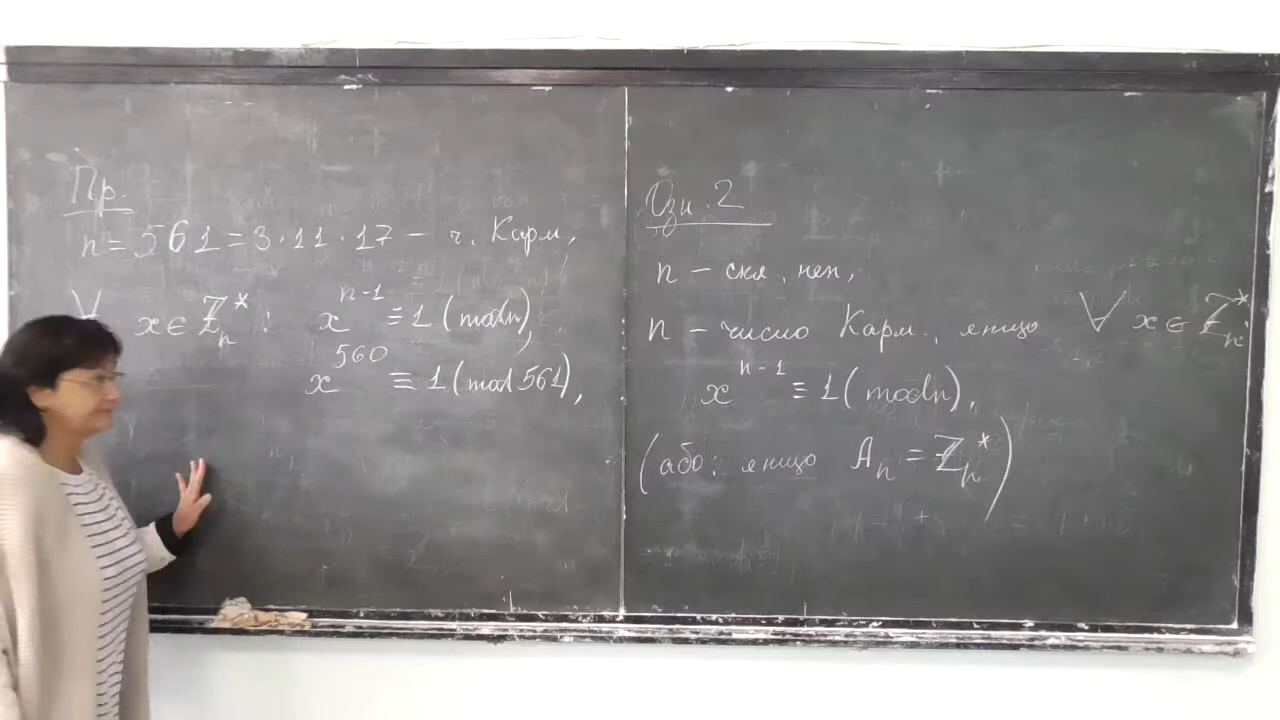 Пр.
n = 561 = 3 · 11 · 17 – ч. Карм,
∀ x ∈ ℤₙ* : xⁿ⁻¹ ≡ 1 (mod n),
x⁵⁶⁰ ≡ 1 (mod 561),
Озн. 2
n – скл. неп,
n – число Карм., якщо ∀ x ∈ ℤₙ*
xⁿ⁻¹ ≡ 1 (mod n),
(або: якщо Aₙ = ℤₙ*)